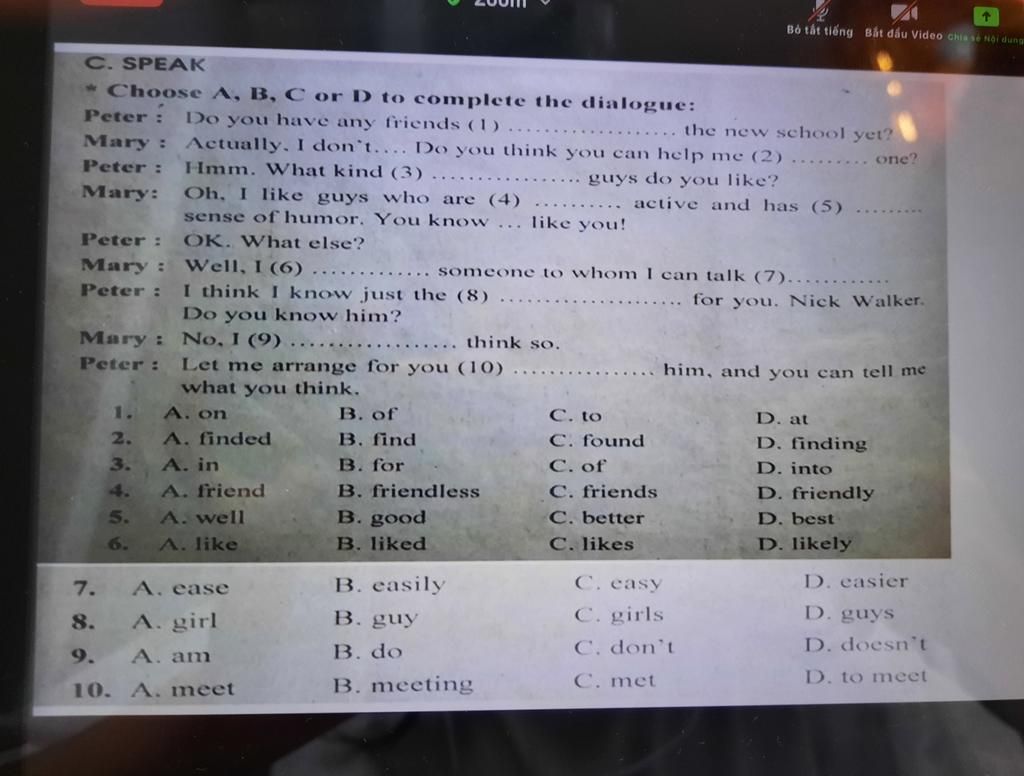 Zoom
Bỏ tắt tiếng Bắt đầu Video Chia sẻ Nội dung
C. SPEAK
* Choose A, B, C or D to complete the dialogue:
Peter : Do you have any friends (1) .................. the new school yet?
Mary : Actually, I don't.... Do you think you can help me (2) ......... one?
Peter : Hmm. What kind (3) ................. guys do you like?
Mary: Oh, I like guys who are (4) .......... active and has (5) .........
sense of humor. You know ... like you!
Peter : OK. What else?
Mary : Well, I (6) ............. someone to whom I can talk (7)............
Peter : I think I know just the (8) .................... for you. Nick Walker.
Do you know him?
Mary : No, I (9) .................. think so.
Peter : Let me arrange for you (10) ................ him, and you can tell me
what you think.
1. A. on B. of C. to D. at
2. A. finded B. find C. found D. finding
3. A. in B. for C. of D. into
4. A. friend B. friendless C. friends D. friendly
5. A. well B. good C. better D. best
6. A. like B. liked C. likes D. likely
7. A. ease B. easily C. easy D. easier
8. A. girl B. guy C. girls D. guys
9. A. am B. do C. don't D. doesn't
10. A. meet B. meeting C. met D. to meet